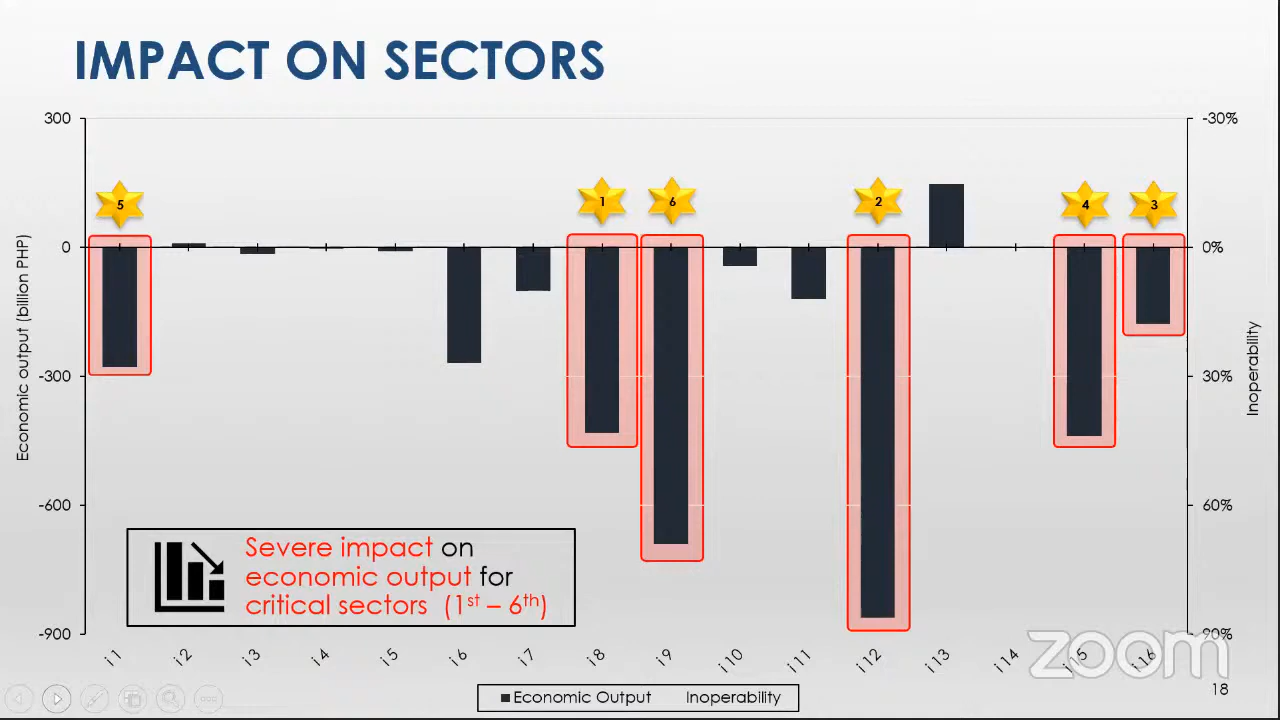 IMPACT ON SECTORS
300
0
-300
-600
-900
-30%
0%
30%
60%
90%
Economic output (billion PHP)
Inoperability
5
1
6
2
4
3
Severe impact on
economic output for
critical sectors (1st – 6th)
i1
i2
i3
i4
i5
i6
i7
i8
i9
i10
i11
i12
i13
i14
i15
i16
zoom
18
Economic Output Inoperability